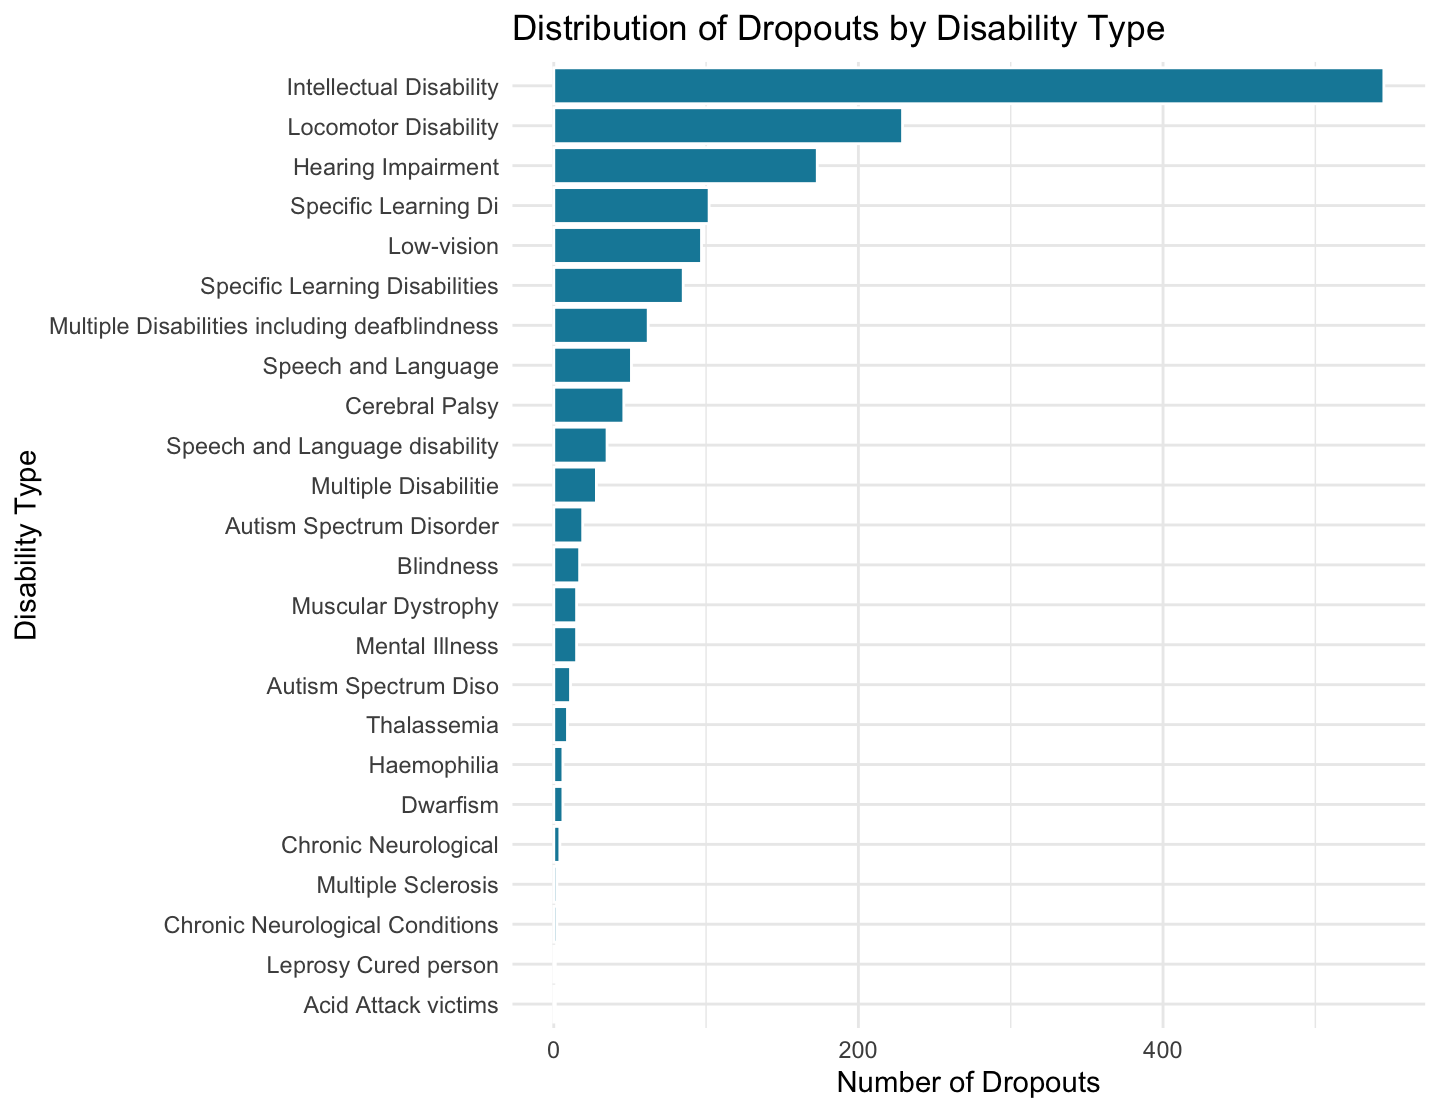 Distribution of Dropouts by Disability Type
Intellectual Disability
Locomotor Disability
Hearing Impairment
Specific Learning Di
Low-vision
Specific Learning Disabilities
Multiple Disabilities including deafblindness
Speech and Language
Cerebral Palsy
Speech and Language disability
Multiple Disabilitie
Autism Spectrum Disorder
Blindness
Muscular Dystrophy
Mental Illness
Autism Spectrum Diso
Thalassemia
Haemophilia
Dwarfism
Chronic Neurological
Multiple Sclerosis
Chronic Neurological Conditions
Leprosy Cured person
Acid Attack victims
Disability Type
0 200 400
Number of Dropouts